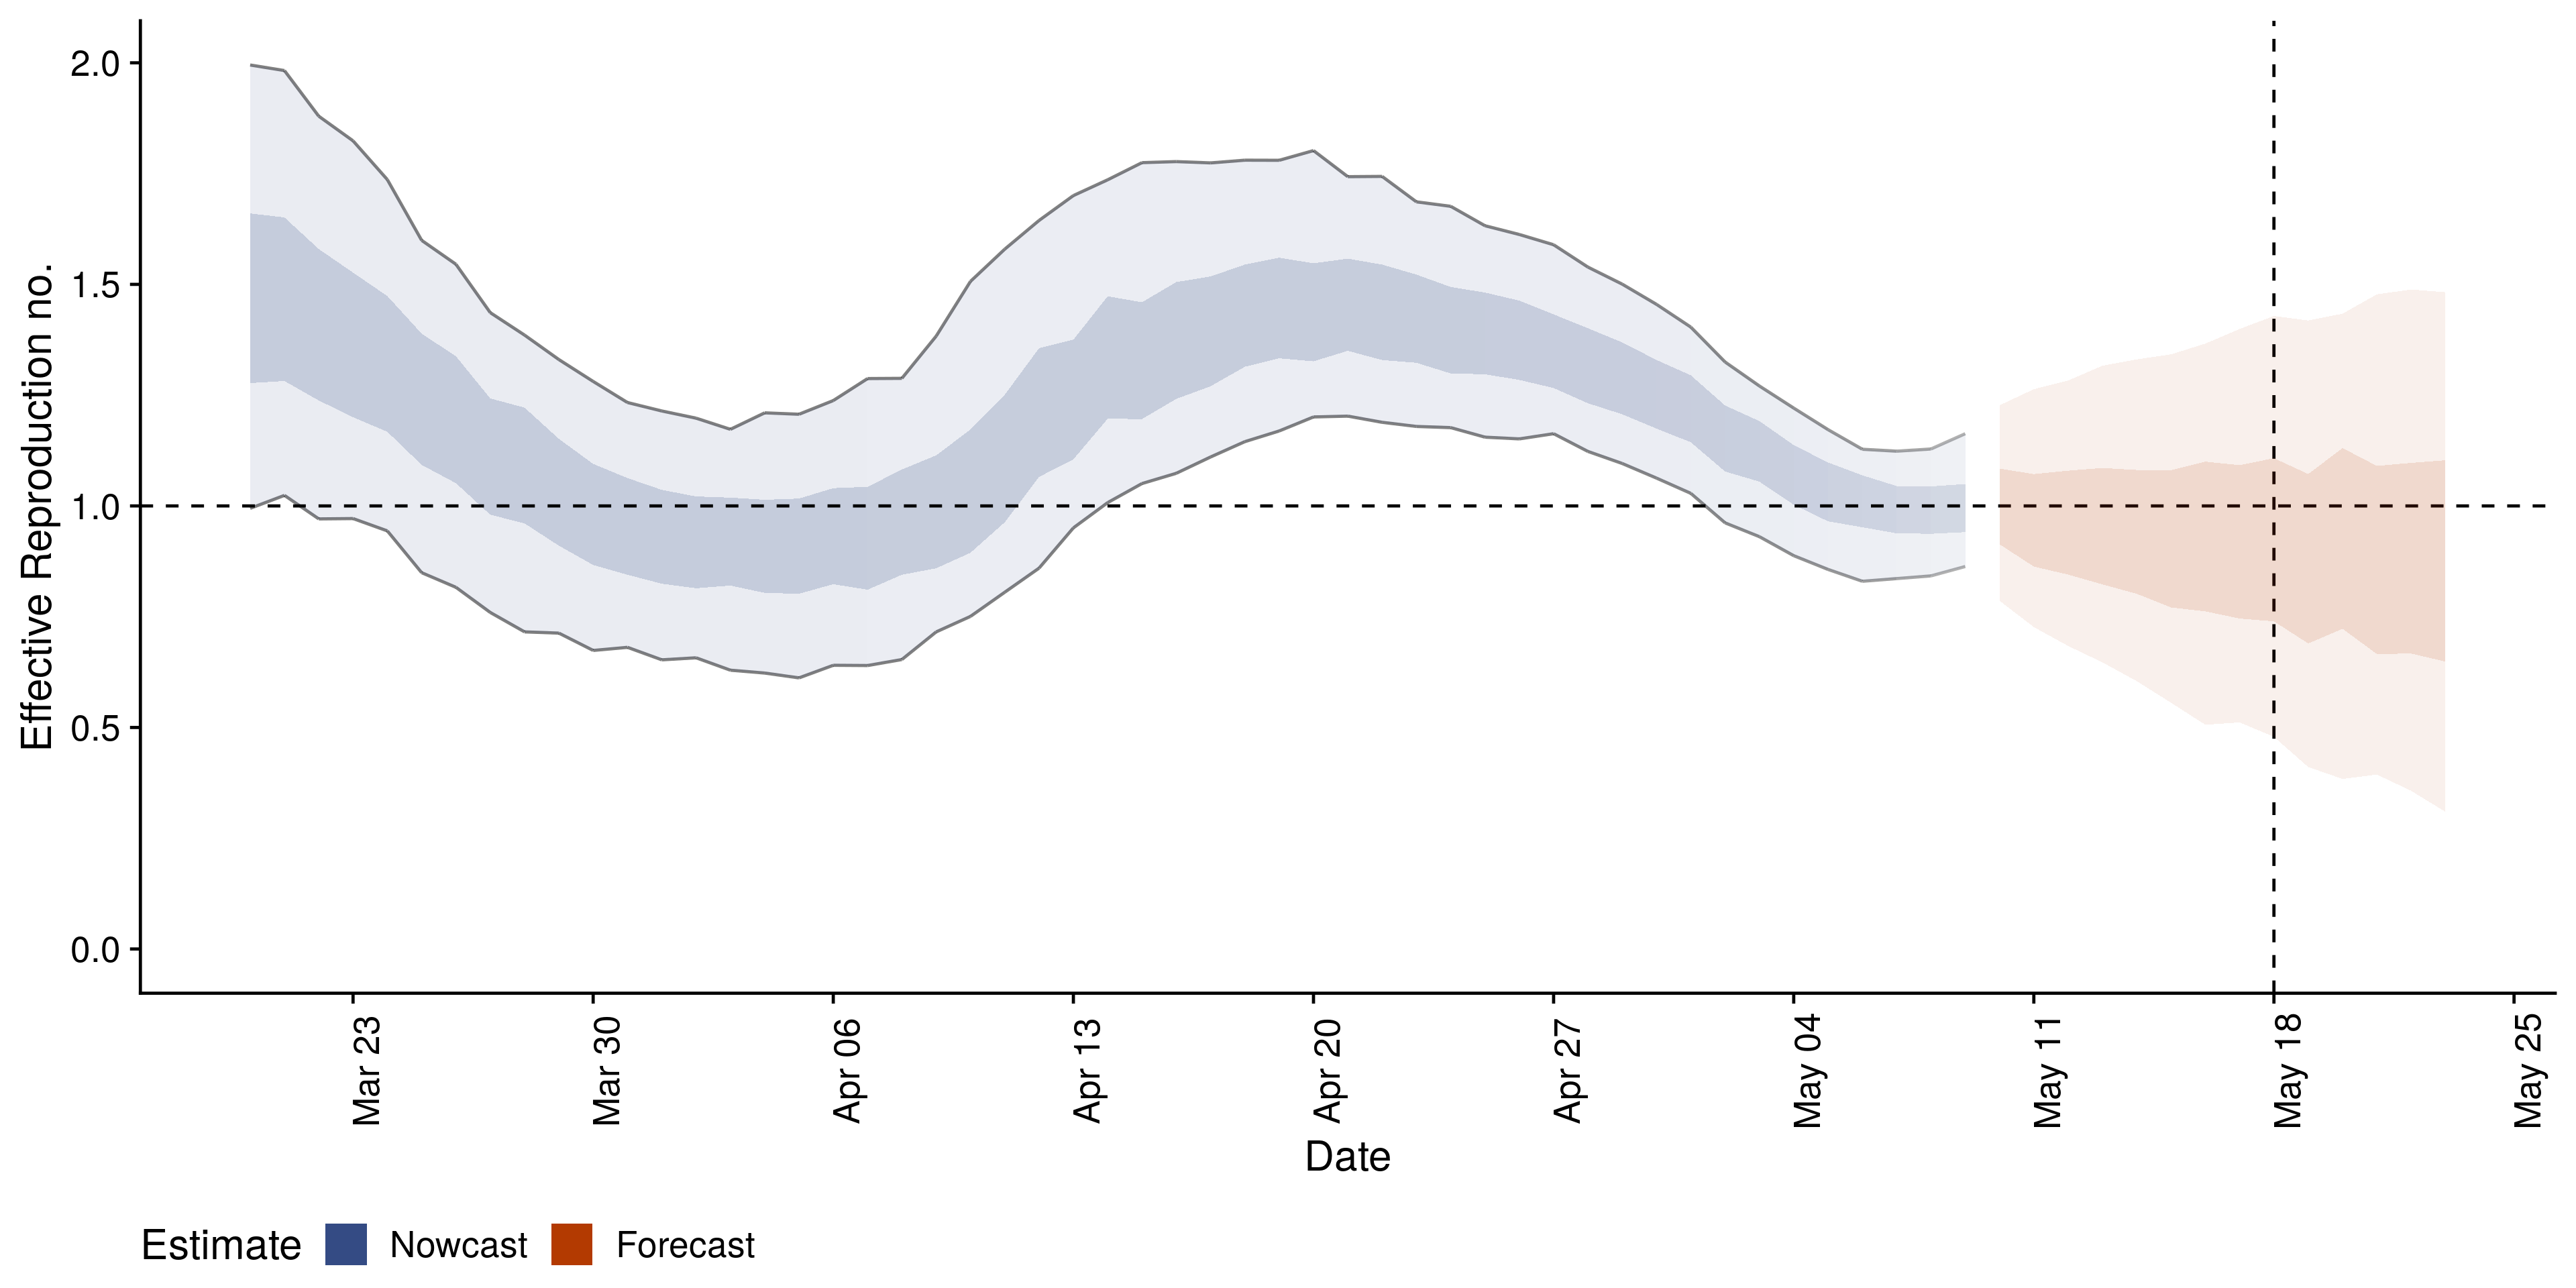 Effective Reproduction no.
2.0
1.5
1.0
0.5
0.0
Mar 23
Mar 30
Apr 06
Apr 13
Apr 20
Apr 27
May 04
May 11
May 18
May 25
Date
Estimate Nowcast Forecast